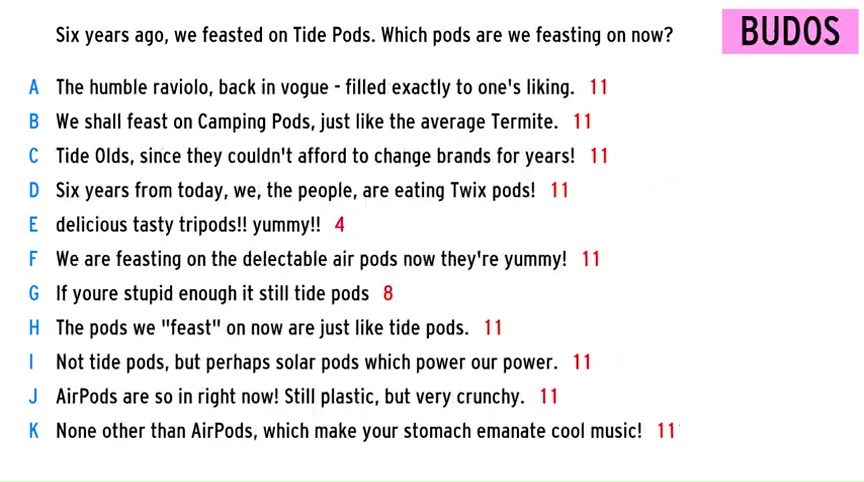 Six years ago, we feasted on Tide Pods. Which pods are we feasting on now?
BUDOS
A The humble raviolo, back in vogue - filled exactly to one's liking. 11
B We shall feast on Camping Pods, just like the average Termite. 11
C Tide Olds, since they couldn't afford to change brands for years! 11
D Six years from today, we, the people, are eating Twix pods! 11
E delicious tasty tripods!! yummy!! 4
F We are feasting on the delectable air pods now they're yummy! 11
G If youre stupid enough it still tide pods 8
H The pods we "feast" on now are just like tide pods. 11
I Not tide pods, but perhaps solar pods which power our power. 11
J AirPods are so in right now! Still plastic, but very crunchy. 11
K None other than AirPods, which make your stomach emanate cool music! 11